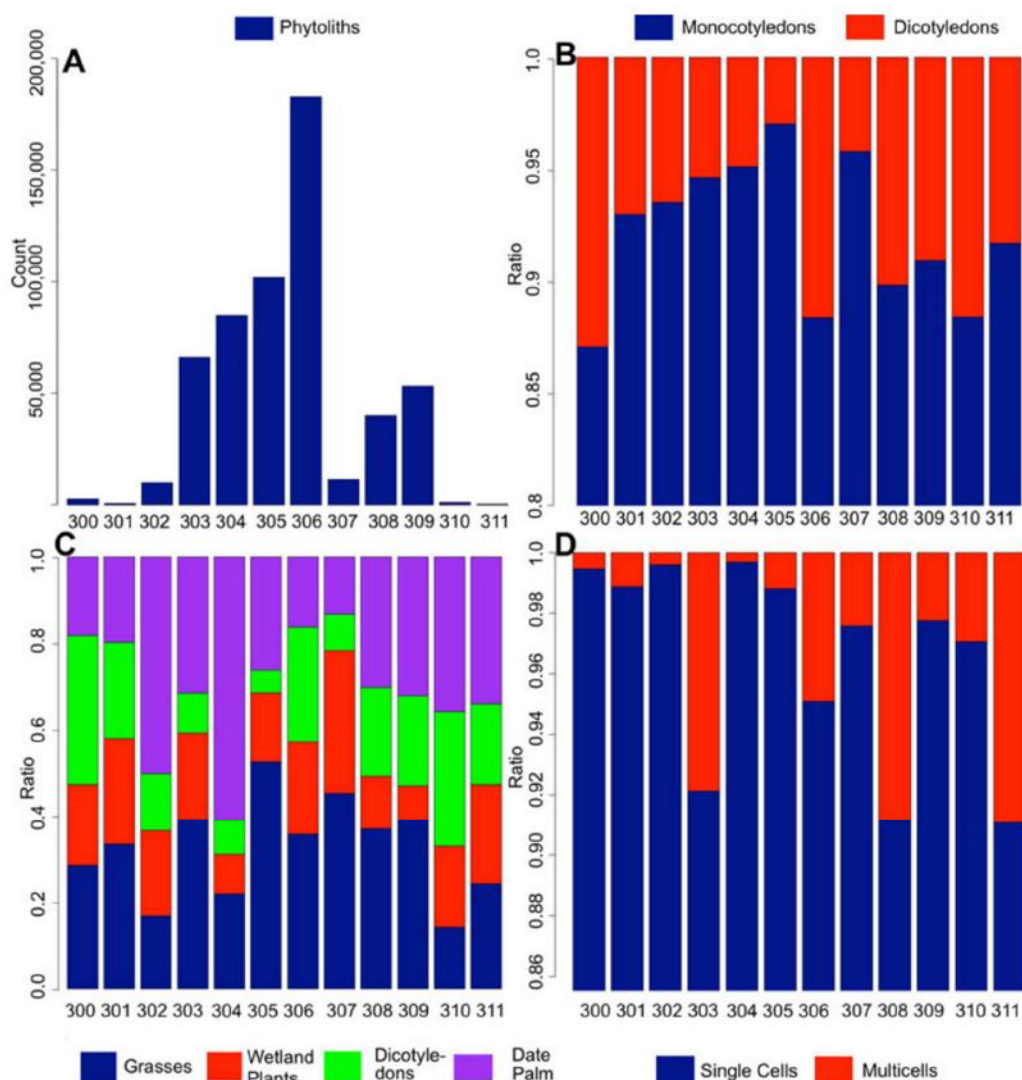 Phytoliths
Monocotyledons Dicotyledons
A
Count
200,000
150,000
100,000
50,000
300 301 302 303 304 305 306 307 308 309 310 311
B
Ratio
1.0
0.95
0.9
0.85
0.8
300 301 302 303 304 305 306 307 308 309 310 311
C
Ratio
1.0
0.8
0.6
0.4
0.2
0.0
300 301 302 303 304 305 306 307 308 309 310 311
D
Ratio
1.0
0.98
0.96
0.94
0.92
0.90
0.88
0.86
300 301 302 303 304 305 306 307 308 309 310 311
Grasses
Wetland
Plants
Dicotyle-
dons
Date
Palm
Single Cells Multicells